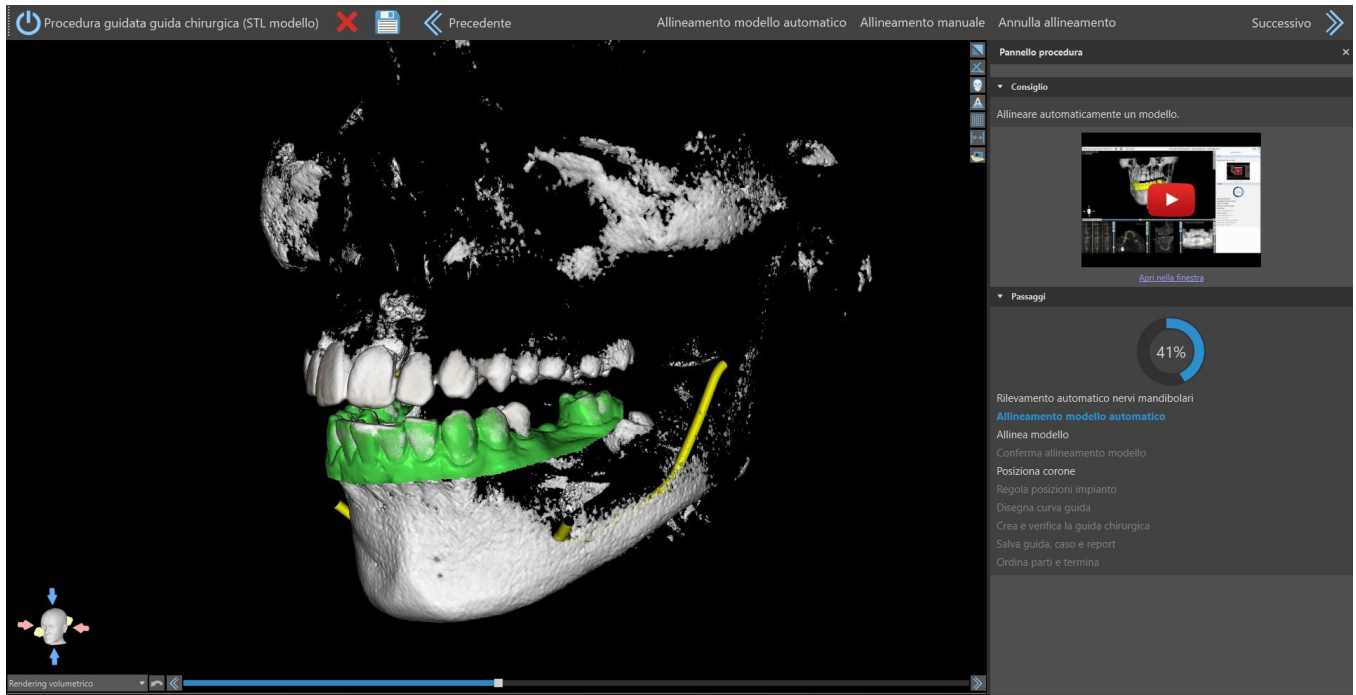 Procedura guidata guida chirurgica (STL modello)
Precedente
Allineamento modello automatico
Allineamento manuale
Annulla allineamento
Successivo
Pannello procedura
Consiglio
Allineare automaticamente un modello.
Apri nella finestra
Passaggi
41%
Rilevamento automatico nervi mandibolari
Allineamento modello automatico
Allinea modello
Conferma allineamento modello
Posiziona corone
Regola posizioni impianto
Disegna curva guida
Crea e verifica la guida chirurgica
Salva guida, caso e report
Ordina parti e termina
Rendering volumetrico